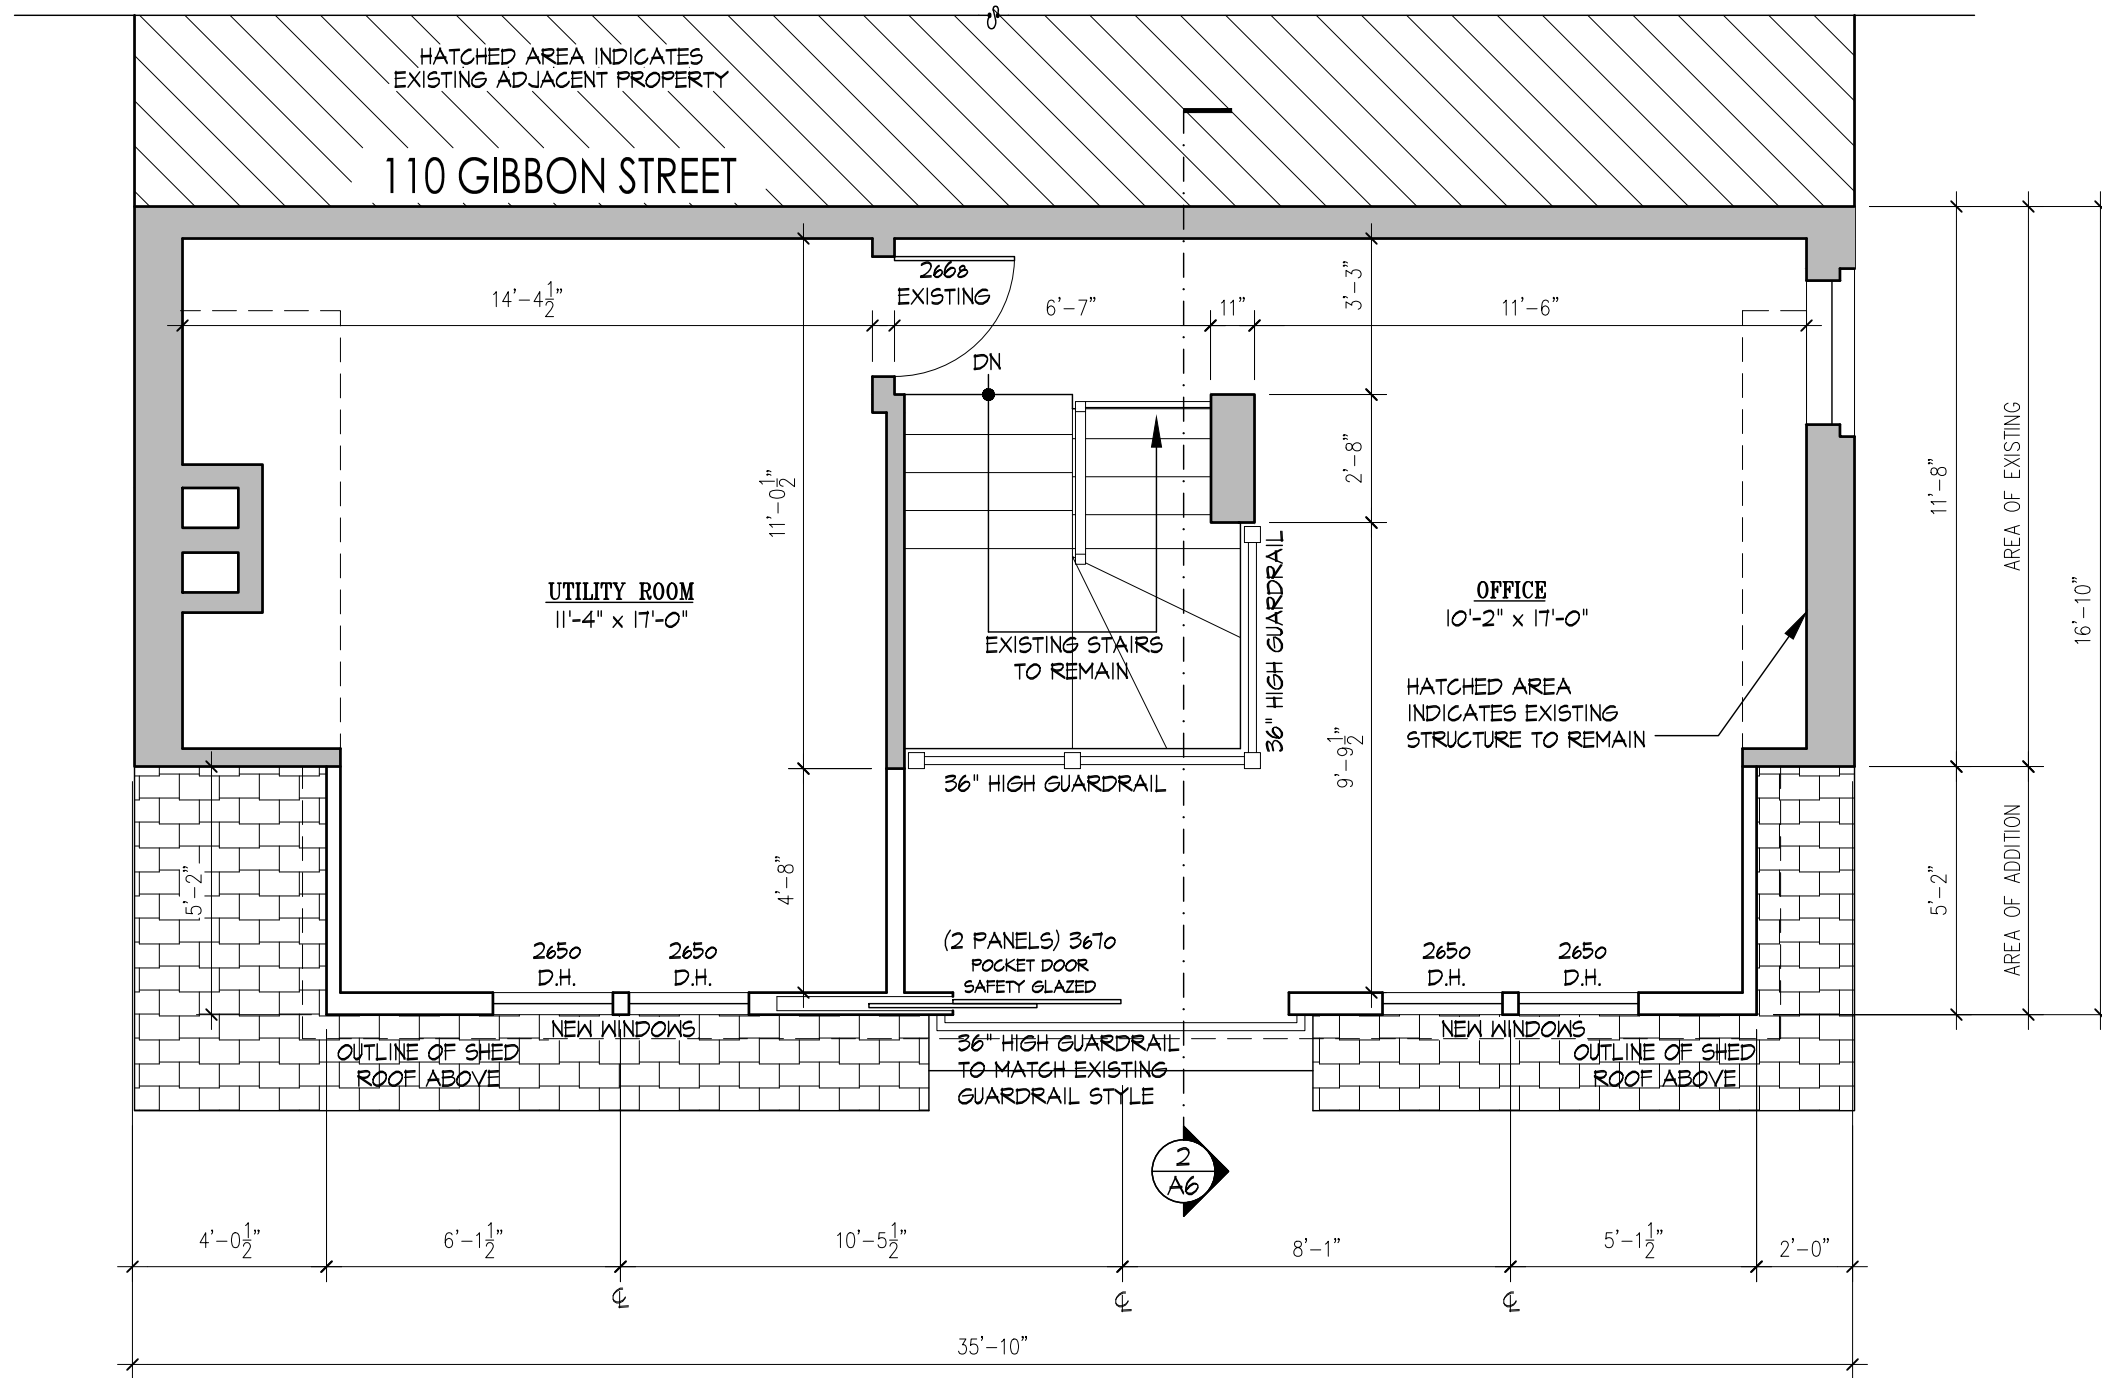 HATCHED AREA INDICATES
EXISTING ADJACENT PROPERTY
110 GIBBON STREET
2668
EXISTING
14'-4 1/2"
6'-7"
11"
3'-3"
11'-6"
DN
11'-0 1/2"
2'-8"
11'-8"
AREA OF EXISTING
16'-10"
UTILITY ROOM
11'-4" x 17'-0"
OFFICE
10'-2" x 17'-0"
EXISTING STAIRS
TO REMAIN
36" HIGH GUARDRAIL
HATCHED AREA
INDICATES EXISTING
STRUCTURE TO REMAIN
9'-9 1/2"
36" HIGH GUARDRAIL
5'-2"
4'-8"
5'-2"
AREA OF ADDITION
2650
D.H.
2650
D.H.
(2 PANELS) 3670
POCKET DOOR
SAFETY GLAZED
2650
D.H.
2650
D.H.
NEW WINDOWS
NEW WINDOWS
OUTLINE OF SHED
ROOF ABOVE
36" HIGH GUARDRAIL
TO MATCH EXISTING
GUARDRAIL STYLE
OUTLINE OF SHED
ROOF ABOVE
2
A6
4'-0 1/2"
6'-1 1/2"
10'-5 1/2"
8'-1"
5'-1 1/2"
2'-0"
℄
℄
℄
35'-10"